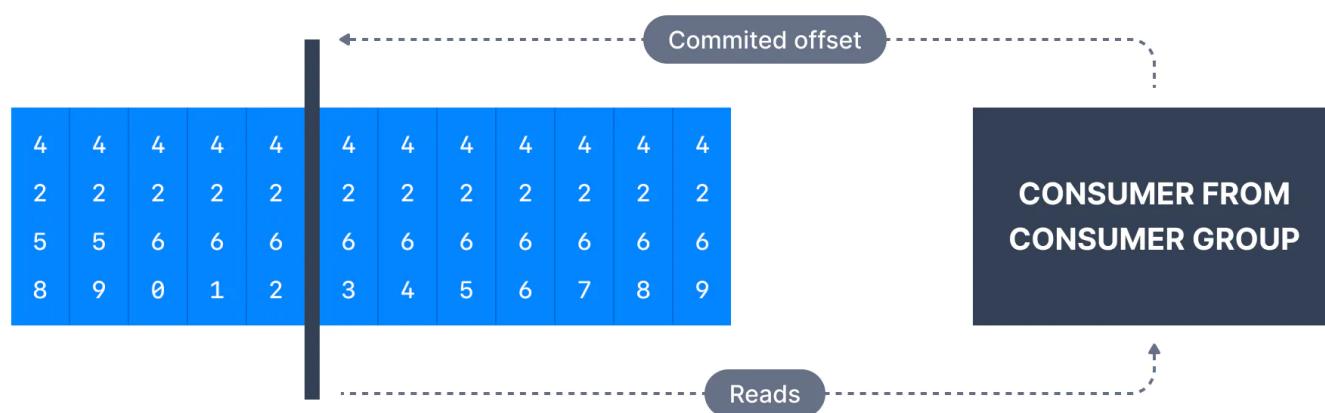 Commited offset
4 4 4 4 4 4 4 4 4 4 4 4
2 2 2 2 2 2 2 2 2 2 2 2
5 5 6 6 6 6 6 6 6 6 6 6
8 9 0 1 2 3 4 5 6 7 8 9
CONSUMER FROM
CONSUMER GROUP
Reads